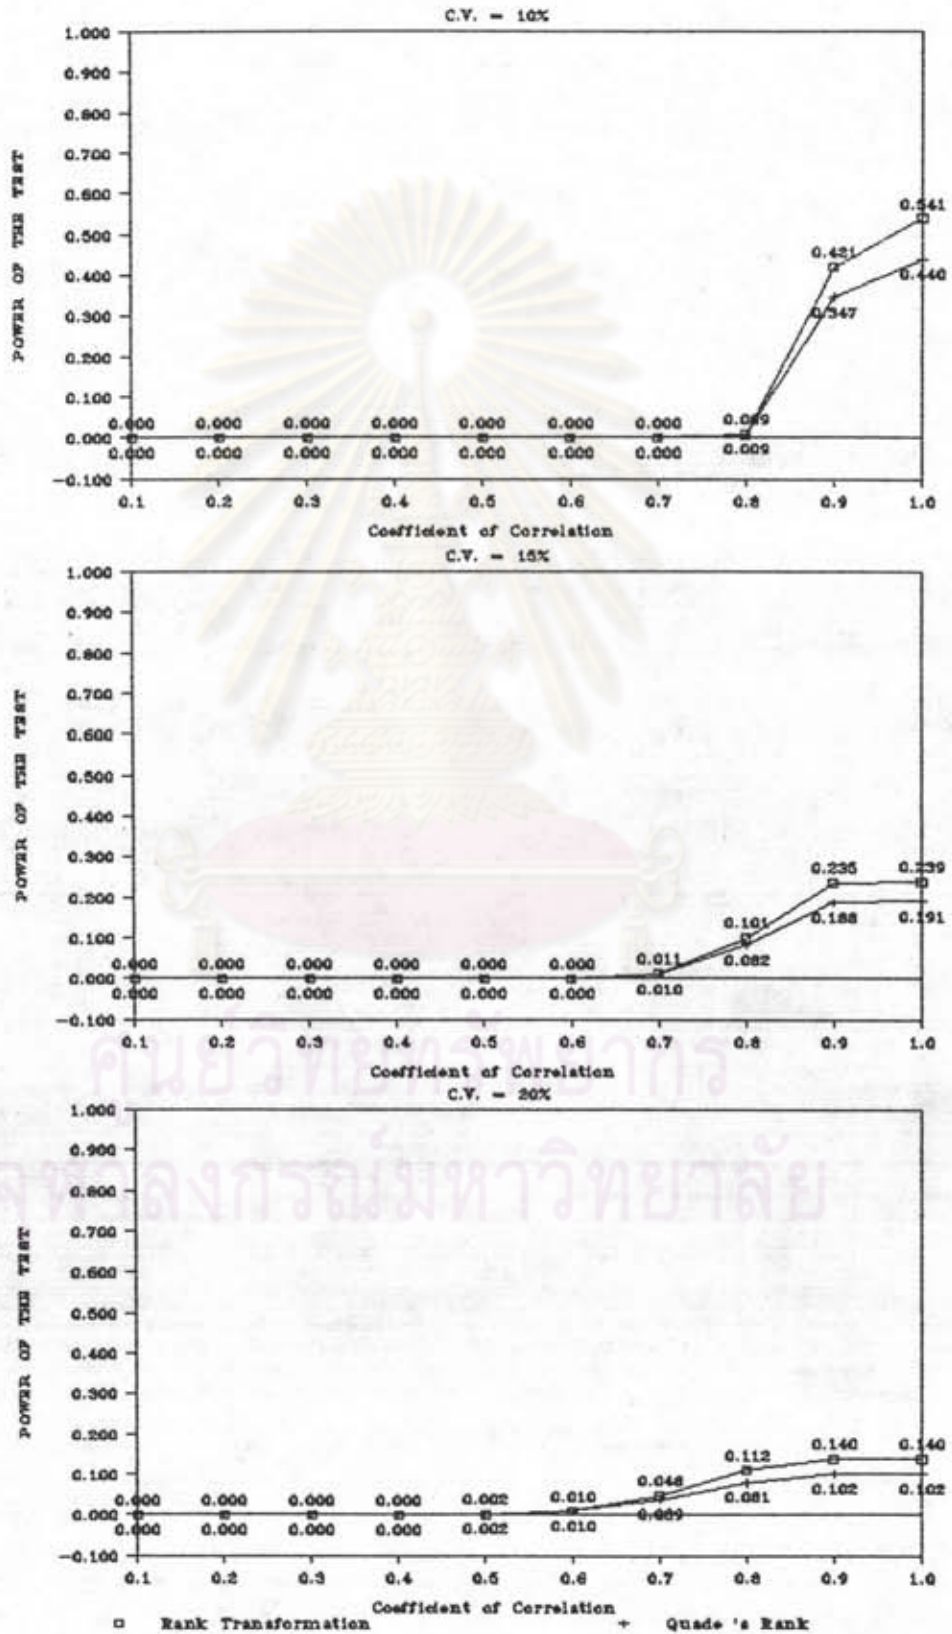 C.V. = 10%
POWER OF THE TEST
1.000
0.900
0.800
0.700
0.600
0.500
0.400
0.300
0.200
0.100
0.000
-0.100
0.000 0.000 0.000 0.000 0.000 0.000 0.000 0.009 0.421 0.541
0.000 0.000 0.000 0.000 0.000 0.000 0.000 0.009 0.347 0.440
0.1 0.2 0.3 0.4 0.5 0.6 0.7 0.8 0.9 1.0
Coefficient of Correlation
C.V. = 15%
POWER OF THE TEST
1.000
0.900
0.800
0.700
0.600
0.500
0.400
0.300
0.200
0.100
0.000
-0.100
0.000 0.000 0.000 0.000 0.000 0.000 0.011 0.101 0.235 0.239
0.000 0.000 0.000 0.000 0.000 0.000 0.010 0.082 0.188 0.191
0.1 0.2 0.3 0.4 0.5 0.6 0.7 0.8 0.9 1.0
Coefficient of Correlation
ศูนย์วิทยทรัพยากร
C.V. = 20%
จุฬาลงกรณ์มหาวิทยาลัย
POWER OF THE TEST
1.000
0.900
0.800
0.700
0.600
0.500
0.400
0.300
0.200
0.100
0.000
-0.100
0.000 0.000 0.000 0.000 0.002 0.010 0.048 0.112 0.140 0.140
0.000 0.000 0.000 0.000 0.002 0.010 0.039 0.081 0.102 0.102
0.1 0.2 0.3 0.4 0.5 0.6 0.7 0.8 0.9 1.0
Coefficient of Correlation
□ Rank Transformation + Quade 's Rank